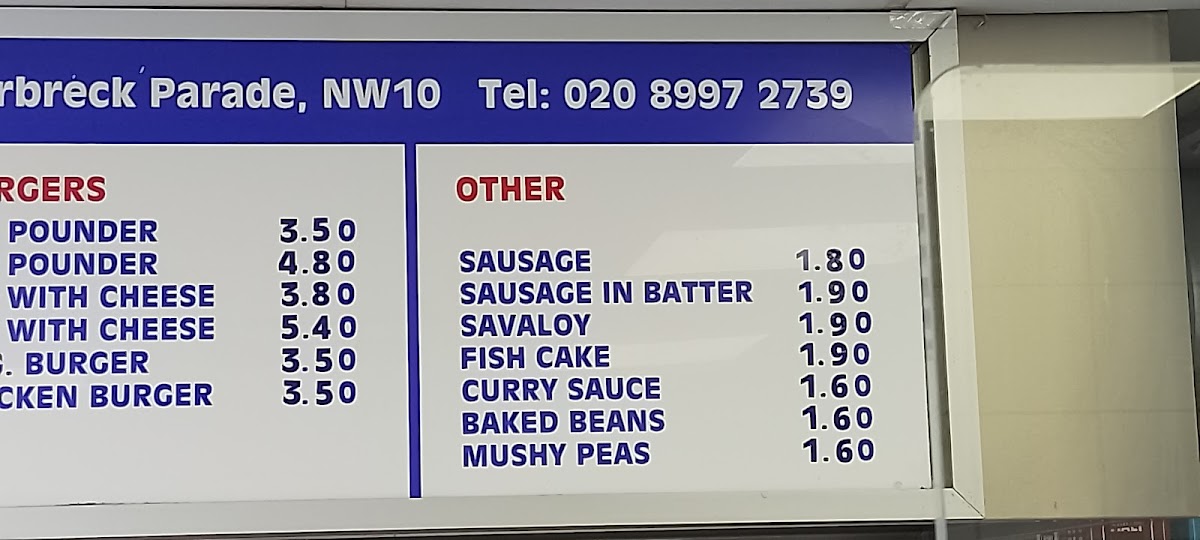 rbreck Parade, NW10 Tel: 020 8997 2739
RGERS
POUNDER 3.50
POUNDER 4.80
WITH CHEESE 3.80
WITH CHEESE 5.40
. BURGER 3.50
CKEN BURGER 3.50
OTHER
SAUSAGE 1.80
SAUSAGE IN BATTER 1.90
SAVALOY 1.90
FISH CAKE 1.90
CURRY SAUCE 1.60
BAKED BEANS 1.60
MUSHY PEAS 1.60